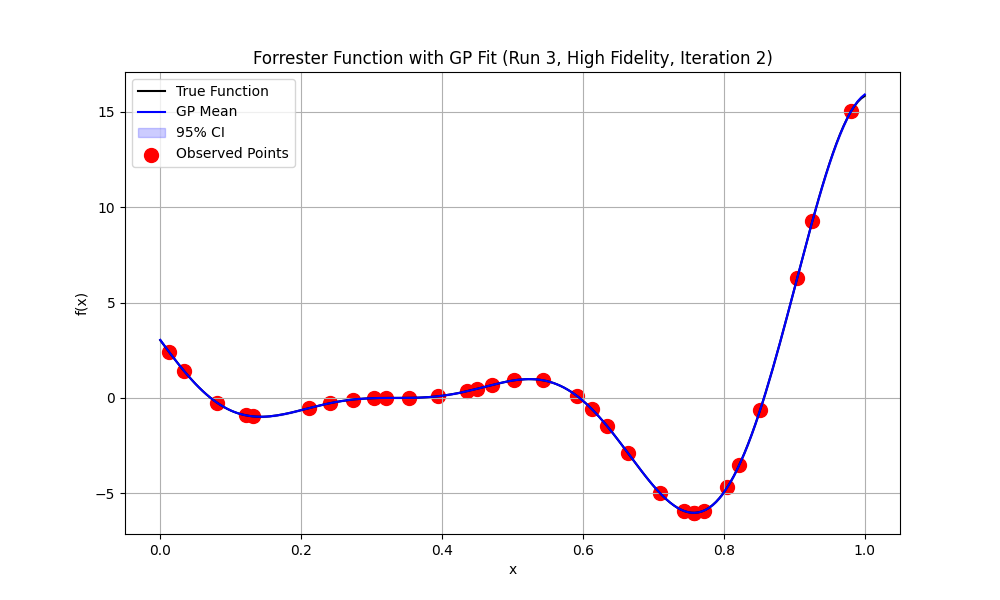 Forrester Function with GP Fit (Run 3, High Fidelity, Iteration 2)
True Function
GP Mean
95% CI
Observed Points
f(x)
15
10
5
0
−5
0.0 0.2 0.4 0.6 0.8 1.0
x